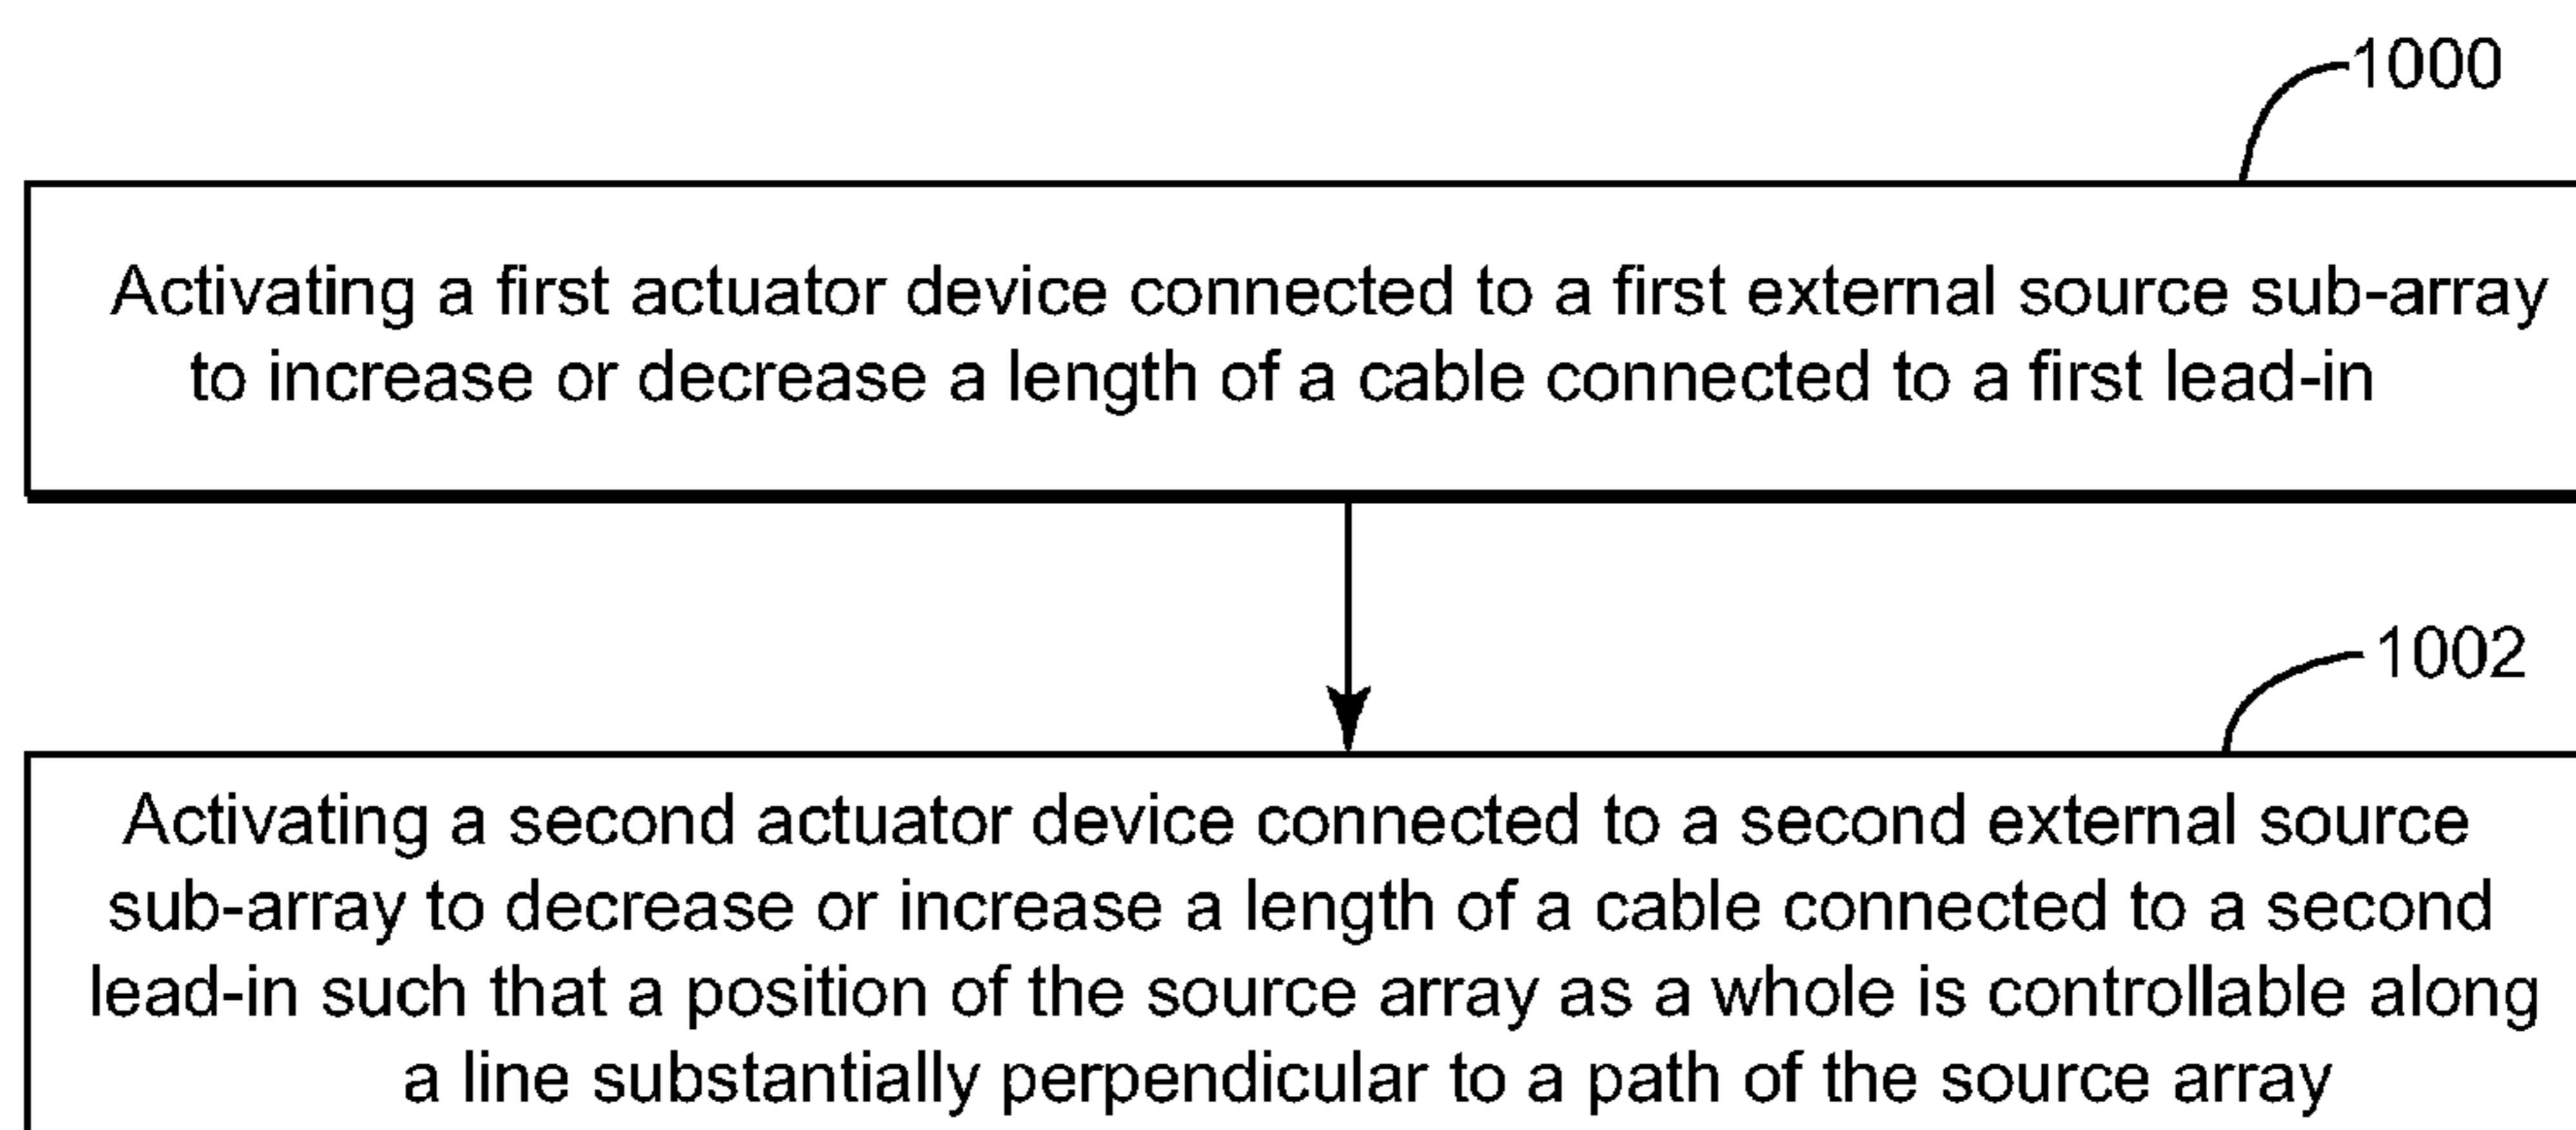 1000
Activating a first actuator device connected to a first external source sub-array
to increase or decrease a length of a cable connected to a first lead-in
1002
Activating a second actuator device connected to a second external source
sub-array to decrease or increase a length of a cable connected to a second
lead-in such that a position of the source array as a whole is controllable along
a line substantially perpendicular to a path of the source array